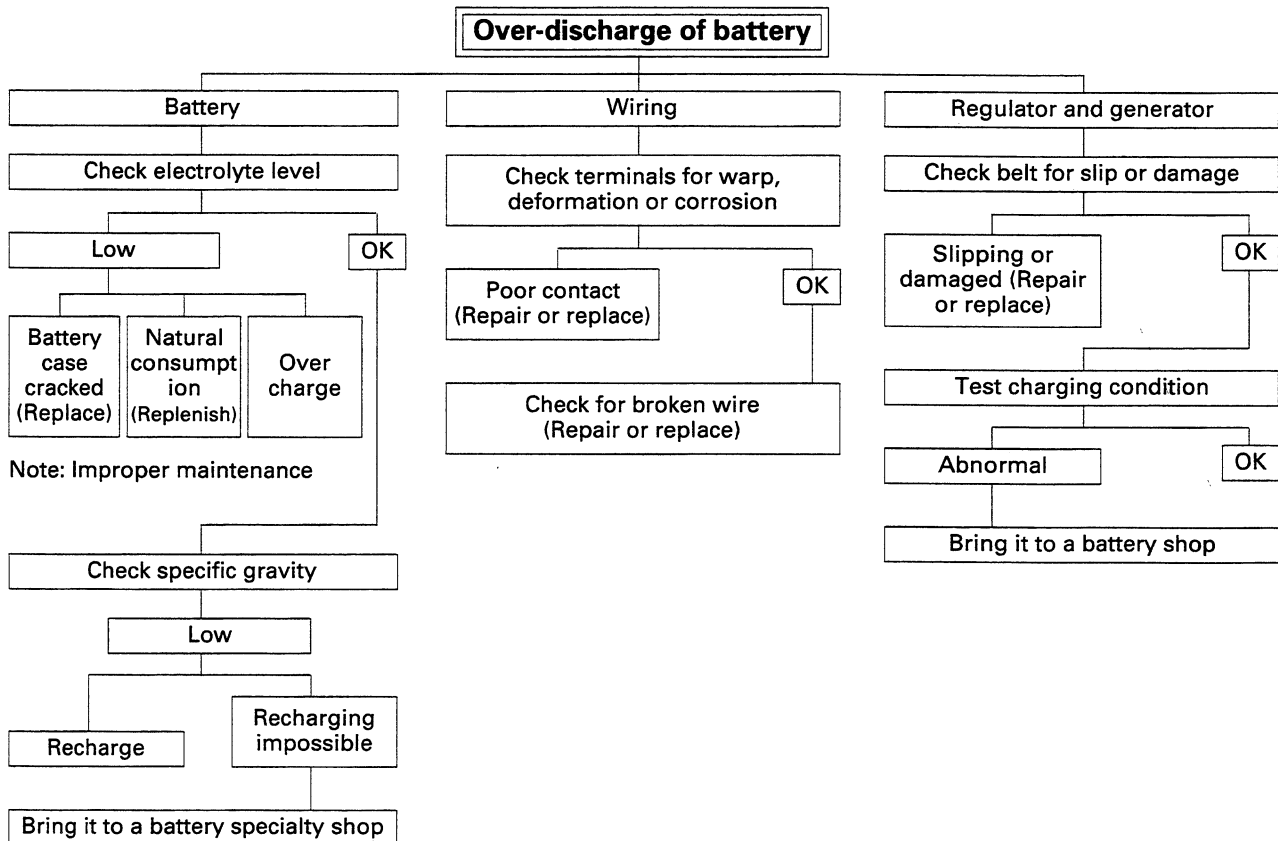 Over-discharge of battery
Battery
Check electrolyte level
Low
OK
Battery
case
cracked
(Replace)
Natural
consumpt
ion
(Replenish)
Over
charge
Note: Improper maintenance
Check specific gravity
Low
Recharge
Recharging
impossible
Bring it to a battery specialty shop
Wiring
Check terminals for warp,
deformation or corrosion
Poor contact
(Repair or replace)
OK
Check for broken wire
(Repair or replace)
Regulator and generator
Check belt for slip or damage
Slipping or
damaged (Repair
or replace)
OK
Test charging condition
Abnormal
OK
Bring it to a battery shop